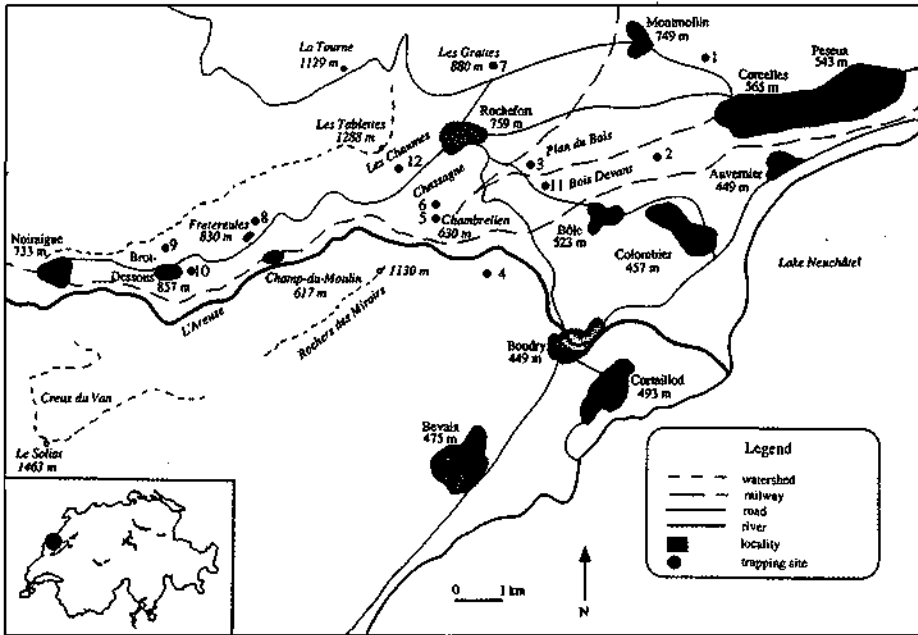 Montmollin
749 m
1
La Tourne
1129 m
Les Grattes
880 m
7
Peseux
543 m
Corcelles
565 m
Rochefort
759 m
Les Tablettes
1288 m
Les Chaumes
12
Plan du Bois
3
2
Chassagne
11
Bois Devans
Auvernier
449 m
6
5
Chambrelien
630 m
Fretereules
830 m
8
Bôle
523 m
Colombier
457 m
Noiraigue
733 m
9
Brot-
Dessous
857 m
10
Champ-du-Moulin
617 m
1130 m
4
Lake Neuchâtel
L'Areuse
Rochers des Miroirs
Boudry
449 m
Creux du Van
Cortaillod
493 m
Le Soliat
1463 m
Bevaix
475 m
Legend
watershed
railway
road
river
locality
trapping site
0 1 km
N